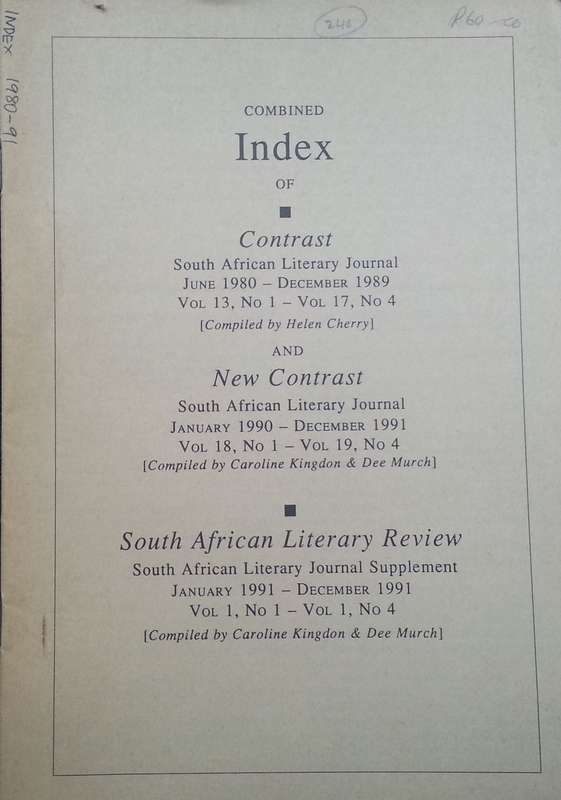 INDEX 1980-91
240
P60-00
COMBINED
Index
OF
Contrast
South African Literary Journal
JUNE 1980 – DECEMBER 1989
VOL 13, NO 1 – VOL 17, NO 4
[Compiled by Helen Cherry]
AND
New Contrast
South African Literary Journal
JANUARY 1990 – DECEMBER 1991
VOL 18, NO 1 – VOL 19, NO 4
[Compiled by Caroline Kingdon & Dee Murch]
South African Literary Review
South African Literary Journal Supplement
JANUARY 1991 – DECEMBER 1991
VOL 1, NO 1 – VOL 1, NO 4
[Compiled by Caroline Kingdon & Dee Murch]